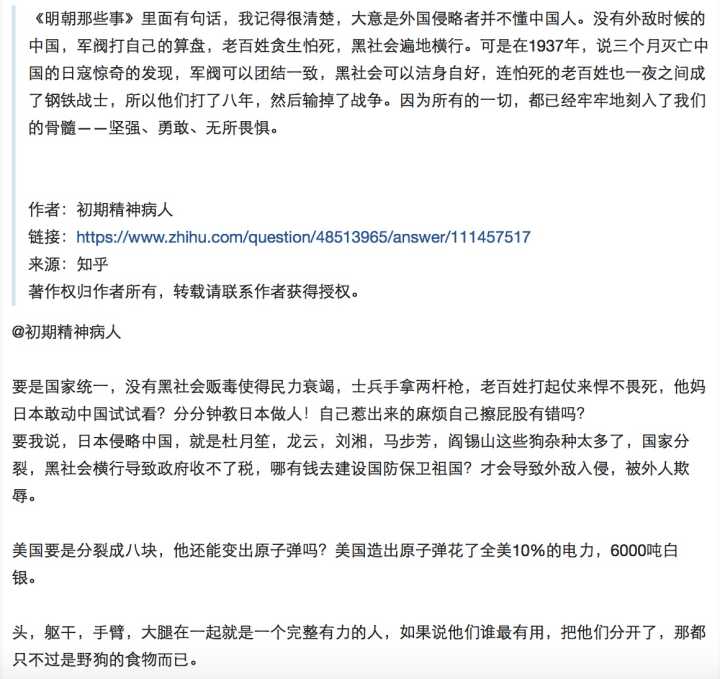 《明朝那些事》里面有句话，我记得很清楚，大意是外国侵略者并不懂中国人。没有外敌时候的
中国，军阀打自己的算盘，老百姓贪生怕死，黑社会遍地横行。可是在1937年，说三个月灭亡中
国的日寇惊奇的发现，军阀可以团结一致，黑社会可以洁身自好，连怕死的老百姓也一夜之间成
了钢铁战士，所以他们打了八年，然后输掉了战争。因为所有的一切，都已经牢牢地刻入了我们
的骨髓——坚强、勇敢、无所畏惧。
作者：初期精神病人
链接：https://www.zhihu.com/question/48513965/answer/111457517
来源：知乎
著作权归作者所有，转载请联系作者获得授权。
@初期精神病人
要是国家统一，没有黑社会贩毒使得民力衰竭，士兵手拿两杆枪，老百姓打起仗来悍不畏死，他妈
日本敢动中国试试看？分分钟教日本做人！自己惹出来的麻烦自己擦屁股有错吗？
要我说，日本侵略中国，就是杜月笙，龙云，刘湘，马步芳，阎锡山这些狗杂种太多了，国家分
裂，黑社会横行导致政府收不了税，哪有钱去建设国防保卫祖国？才会导致外敌入侵，被外人欺
辱。
美国要是分裂成八块，他还能变出原子弹吗？美国造出原子弹花了全美10%的电力，6000吨白
银。
头，躯干，手臂，大腿在一起就是一个完整有力的人，如果说他们谁最有用，把他们分开了，那都
只不过是野狗的食物而已。